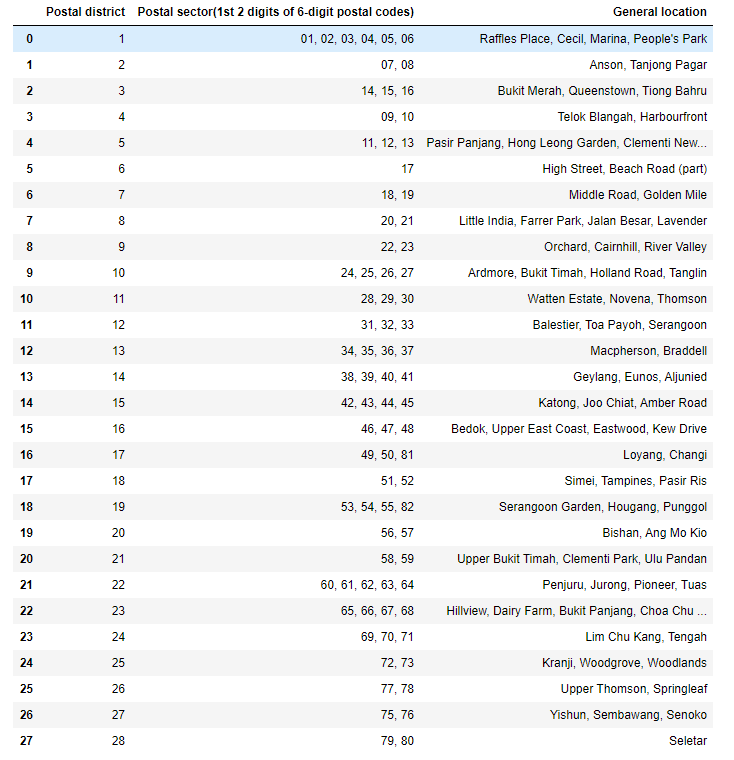 Postal district Postal sector(1st 2 digits of 6-digit postal codes) General location
0 1 01, 02, 03, 04, 05, 06 Raffles Place, Cecil, Marina, People's Park
1 2 07, 08 Anson, Tanjong Pagar
2 3 14, 15, 16 Bukit Merah, Queenstown, Tiong Bahru
3 4 09, 10 Telok Blangah, Harbourfront
4 5 11, 12, 13 Pasir Panjang, Hong Leong Garden, Clementi New...
5 6 17 High Street, Beach Road (part)
6 7 18, 19 Middle Road, Golden Mile
7 8 20, 21 Little India, Farrer Park, Jalan Besar, Lavender
8 9 22, 23 Orchard, Cairnhill, River Valley
9 10 24, 25, 26, 27 Ardmore, Bukit Timah, Holland Road, Tanglin
10 11 28, 29, 30 Watten Estate, Novena, Thomson
11 12 31, 32, 33 Balestier, Toa Payoh, Serangoon
12 13 34, 35, 36, 37 Macpherson, Braddell
13 14 38, 39, 40, 41 Geylang, Eunos, Aljunied
14 15 42, 43, 44, 45 Katong, Joo Chiat, Amber Road
15 16 46, 47, 48 Bedok, Upper East Coast, Eastwood, Kew Drive
16 17 49, 50, 81 Loyang, Changi
17 18 51, 52 Simei, Tampines, Pasir Ris
18 19 53, 54, 55, 82 Serangoon Garden, Hougang, Punggol
19 20 56, 57 Bishan, Ang Mo Kio
20 21 58, 59 Upper Bukit Timah, Clementi Park, Ulu Pandan
21 22 60, 61, 62, 63, 64 Penjuru, Jurong, Pioneer, Tuas
22 23 65, 66, 67, 68 Hillview, Dairy Farm, Bukit Panjang, Choa Chu ...
23 24 69, 70, 71 Lim Chu Kang, Tengah
24 25 72, 73 Kranji, Woodgrove, Woodlands
25 26 77, 78 Upper Thomson, Springleaf
26 27 75, 76 Yishun, Sembawang, Senoko
27 28 79, 80 Seletar